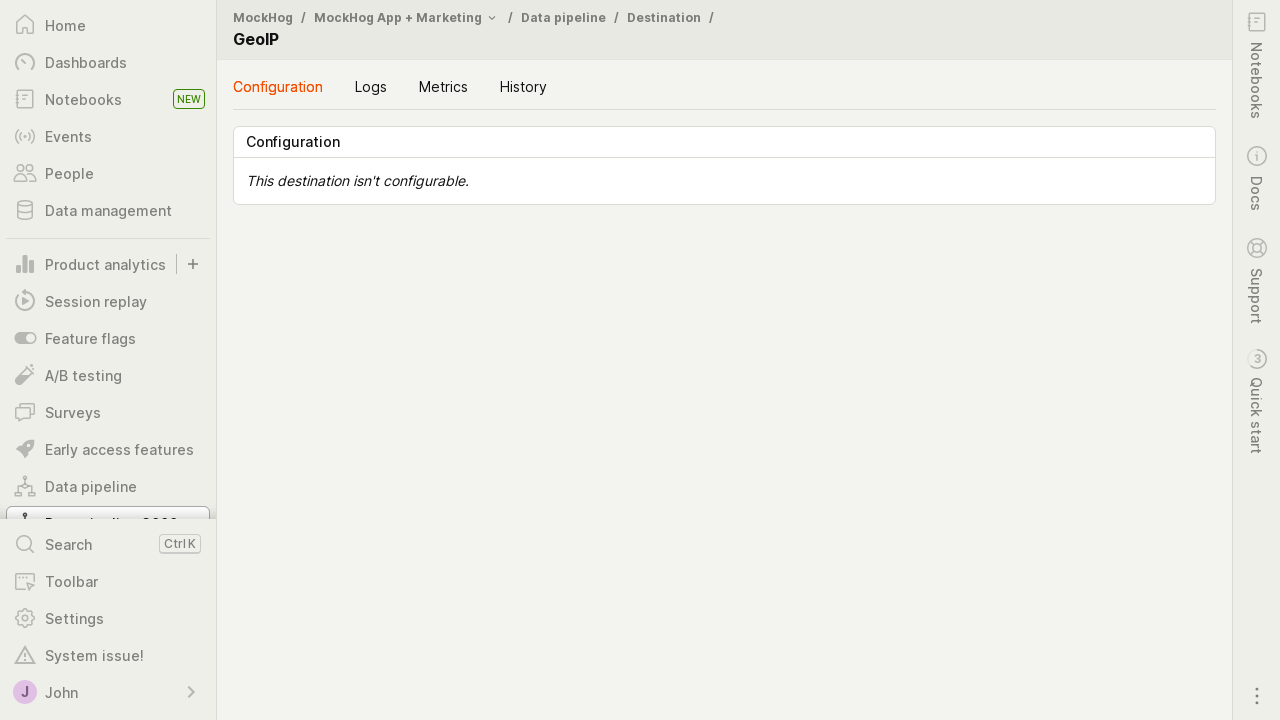 Home
Dashboards
Notebooks NEW
Events
People
Data management
Product analytics
Session replay
Feature flags
A/B testing
Surveys
Early access features
Data pipeline
Search Ctrl K
Toolbar
Settings
System issue!
J John
MockHog / MockHog App + Marketing / Data pipeline / Destination /
GeoIP
Configuration Logs Metrics History
Configuration
This destination isn't configurable.
Notebooks
Docs
Support
3 Quick start